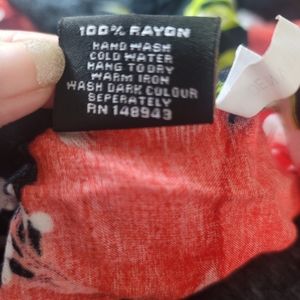 100% RAYON
HAND WASH
COLD WATER
HANG TO DRY
WARM IRON
WASH DARK COLOUR
SEPERATELY
RN 148943